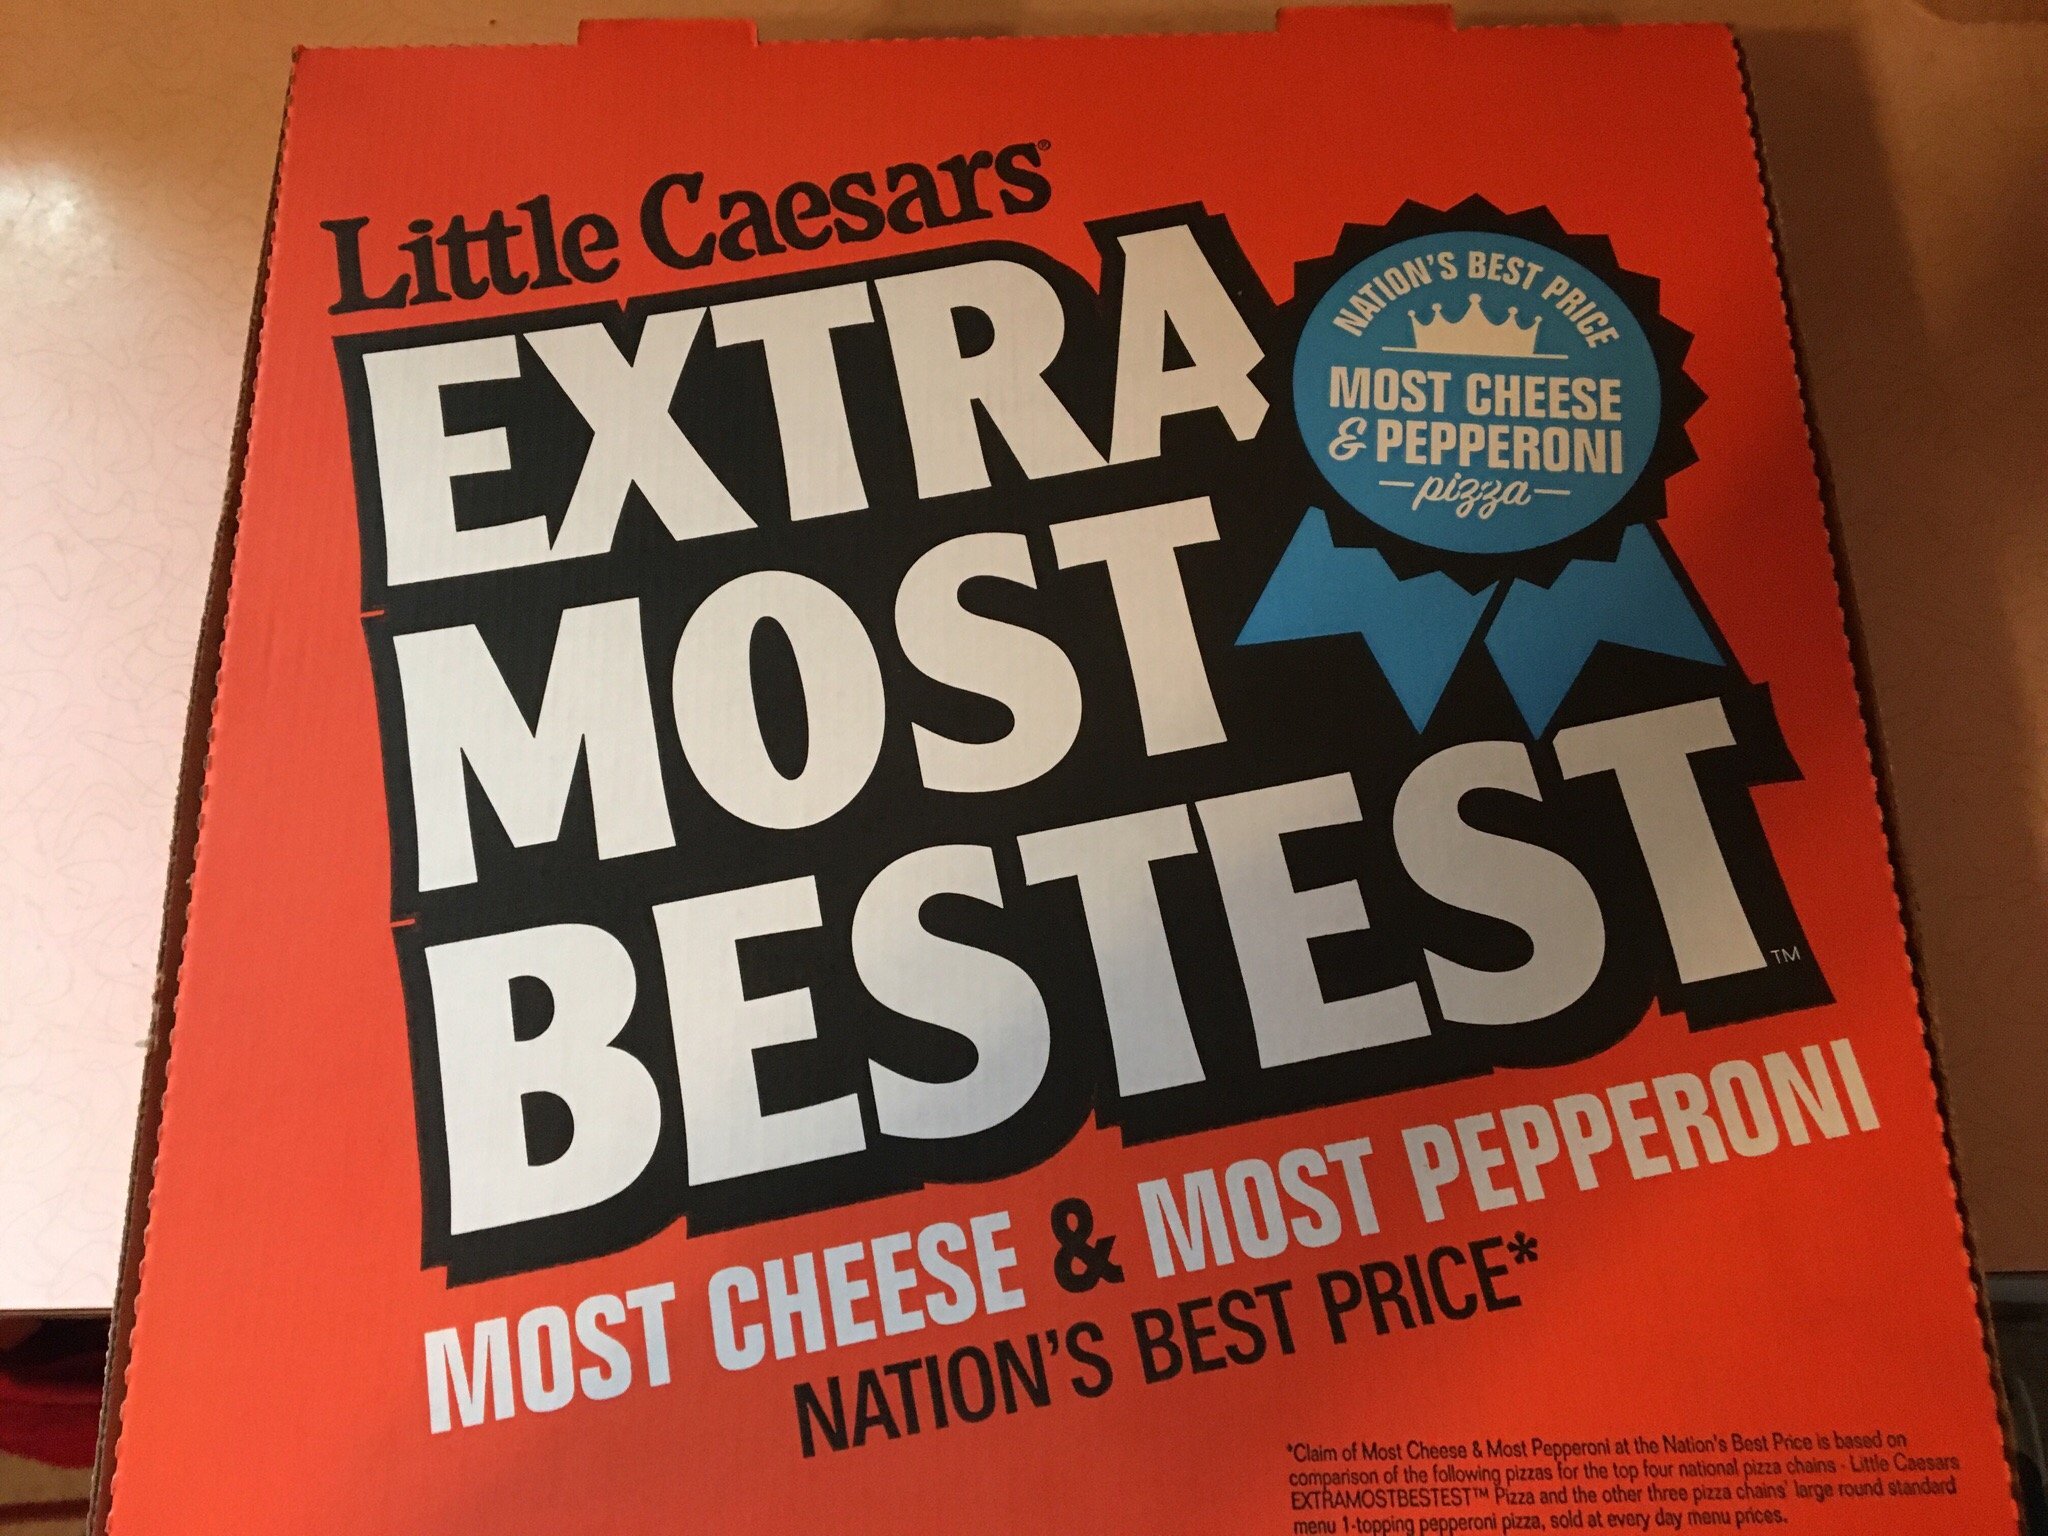 Little Caesars®
EXTRA
MOST
BESTEST™
NATION'S BEST PRICE
MOST CHEESE
& PEPPERONI
pizza
MOST CHEESE & MOST PEPPERONI
NATION'S BEST PRICE*
*Claim of Most Cheese & Most Pepperoni at the Nation's Best Price is based on
comparison of the following pizzas for the top four national pizza chains - Little Caesars
EXTRAMOSTBESTEST™ Pizza and the other three pizza chains' large round standard
menu 1-topping pepperoni pizza, sold at every day menu prices.